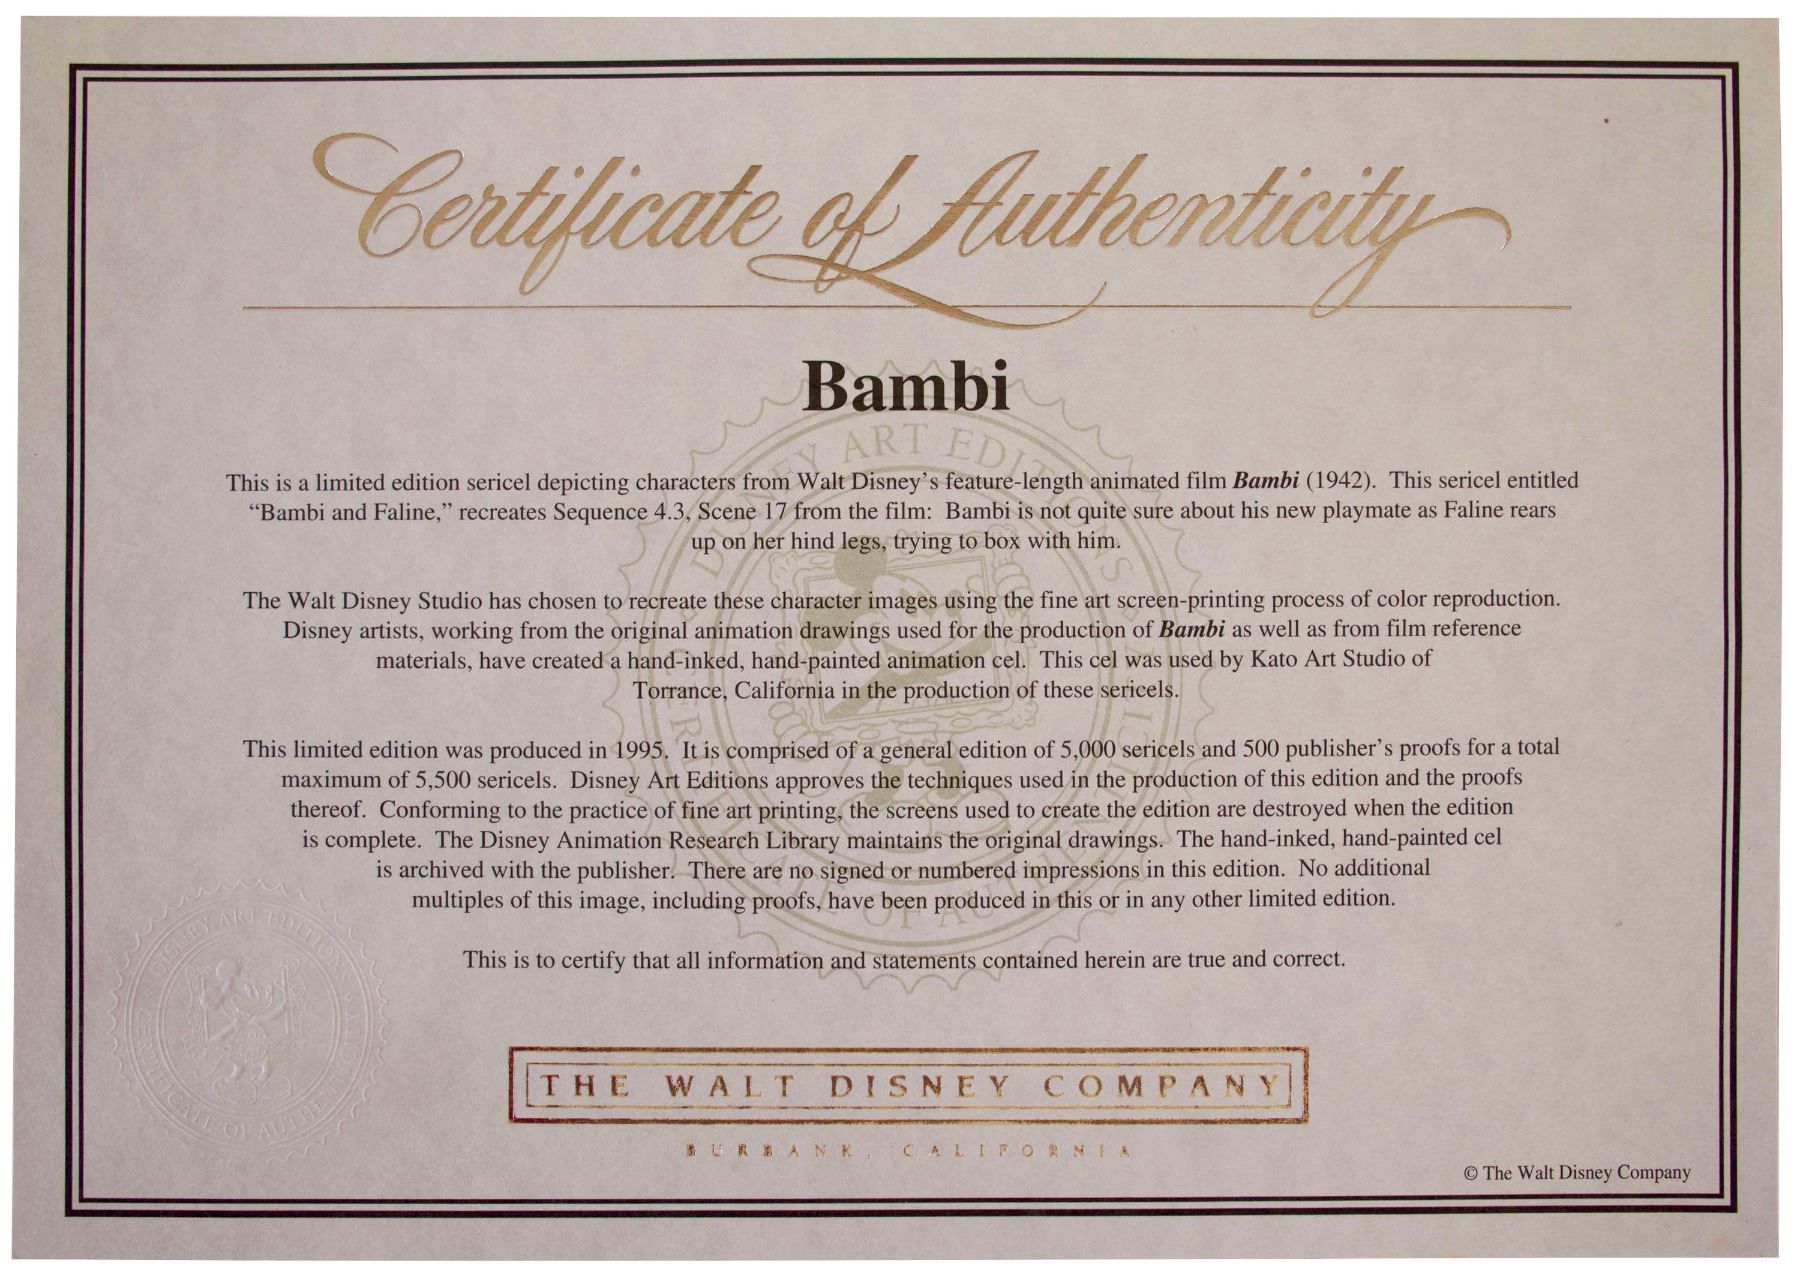 Certificate of Authenticity
Bambi
This is a limited edition sericel depicting characters from Walt Disney's feature-length animated film Bambi (1942). This sericel entitled
“Bambi and Faline,” recreates Sequence 4.3, Scene 17 from the film: Bambi is not quite sure about his new playmate as Faline rears
up on her hind legs, trying to box with him.
The Walt Disney Studio has chosen to recreate these character images using the fine art screen-printing process of color reproduction.
Disney artists, working from the original animation drawings used for the production of Bambi as well as from film reference
materials, have created a hand-inked, hand-painted animation cel. This cel was used by Kato Art Studio of
Torrance, California in the production of these sericels.
This limited edition was produced in 1995. It is comprised of a general edition of 5,000 sericels and 500 publisher's proofs for a total
maximum of 5,500 sericels. Disney Art Editions approves the techniques used in the production of this edition and the proofs
thereof. Conforming to the practice of fine art printing, the screens used to create the edition are destroyed when the edition
is complete. The Disney Animation Research Library maintains the original drawings. The hand-inked, hand-painted cel
is archived with the publisher. There are no signed or numbered impressions in this edition. No additional
multiples of this image, including proofs, have been produced in this or in any other limited edition.
This is to certify that all information and statements contained herein are true and correct.
DISNEY ART EDITIONS
CERTIFICATE OF AUTHENTICITY
DISNEY ART EDITIONS
CERTIFICATE OF AUTHENTICITY
THE WALT DISNEY COMPANY
BURBANK, CALIFORNIA
© The Walt Disney Company